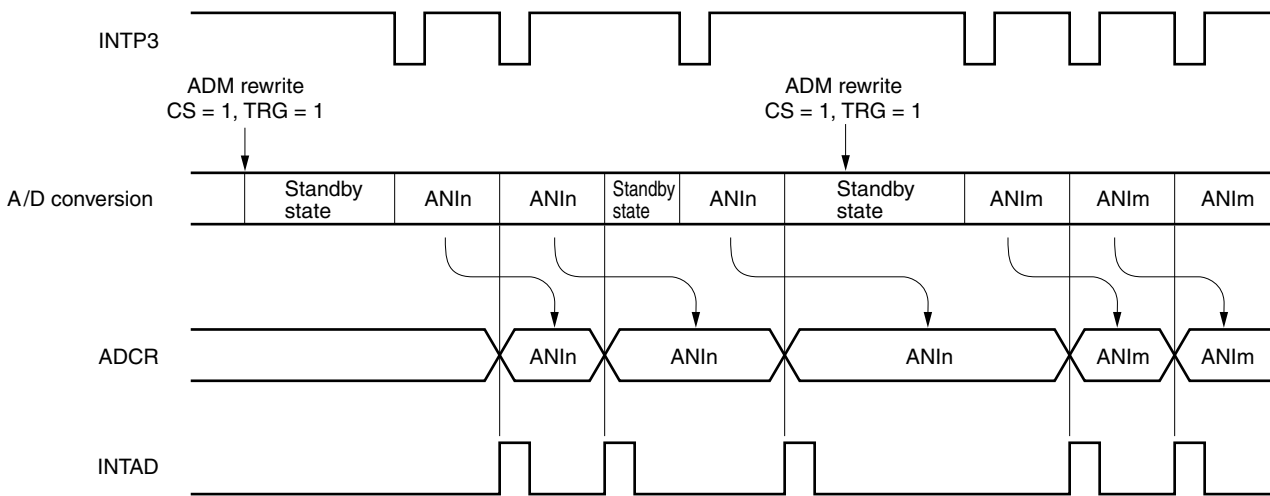 INTP3
ADM rewrite
CS = 1, TRG = 1
ADM rewrite
CS = 1, TRG = 1
A/D conversion
Standby
state
ANIn
ANIn
Standby
state
ANIn
Standby
state
ANIm
ANIm
ANIm
ADCR
ANIn
ANIn
ANIn
ANIm
ANIm
INTAD